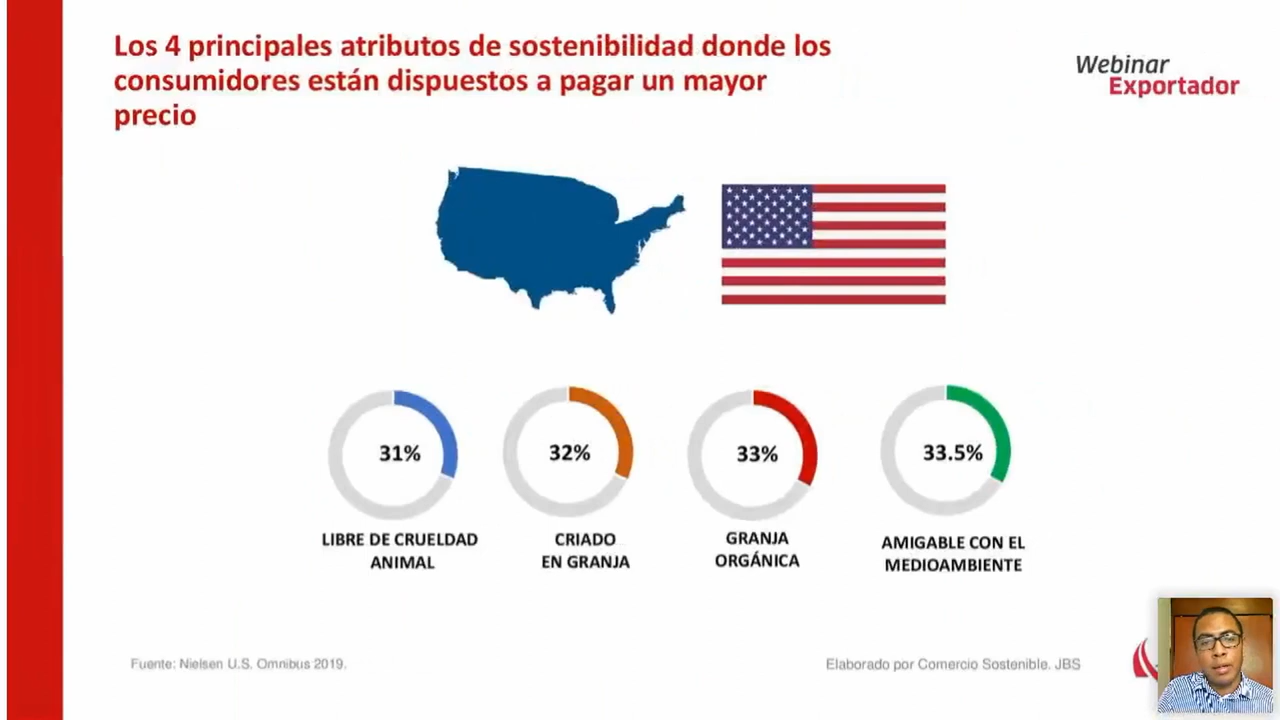 Los 4 principales atributos de sostenibilidad donde los
consumidores están dispuestos a pagar un mayor
precio
Webinar
Exportador
31%
32%
33%
33.5%
LIBRE DE CRUELDAD
ANIMAL
CRIADO
EN GRANJA
GRANJA
ORGÁNICA
AMIGABLE CON EL
MEDIOAMBIENTE
Fuente: Nielsen U.S. Omnibus 2019.
Elaborado por Comercio Sostenible. JBS